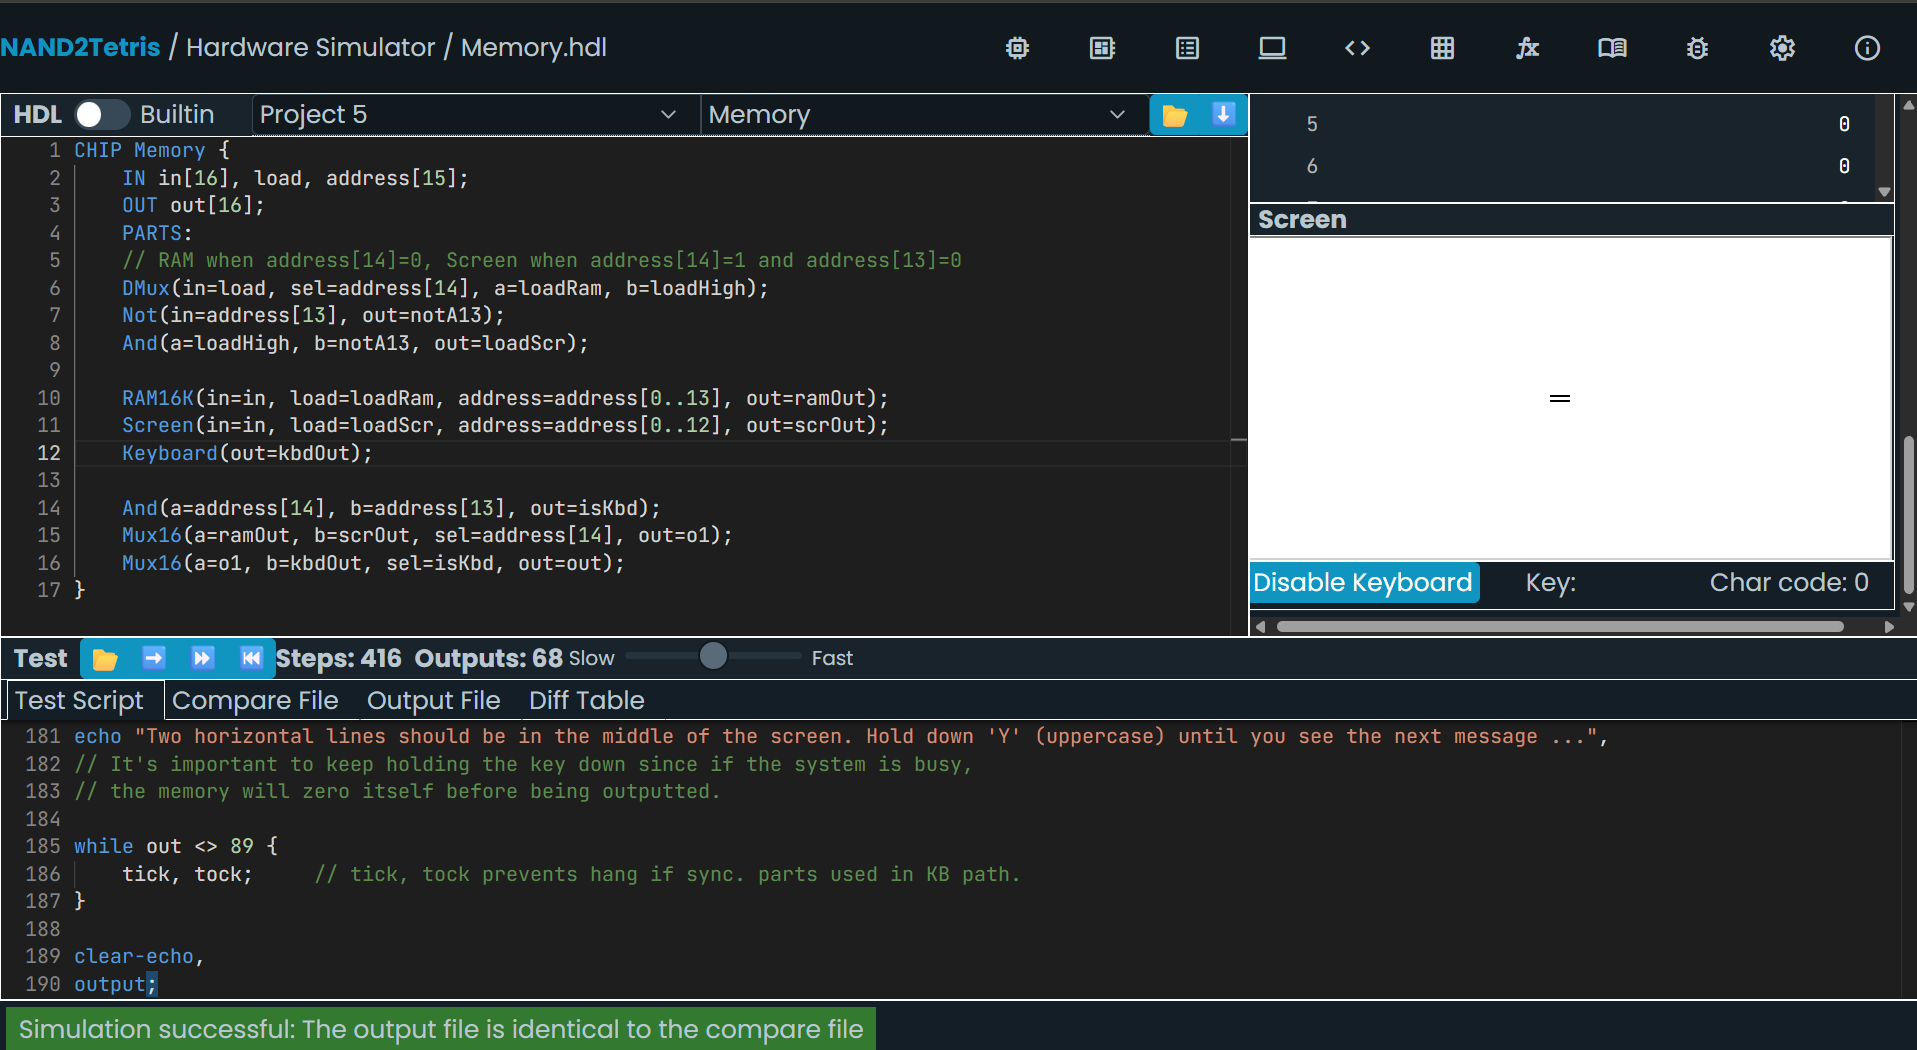 NAND2Tetris / Hardware Simulator / Memory.hdl
HDL Builtin Project 5 Memory
1 CHIP Memory {
2 IN in[16], load, address[15];
3 OUT out[16];
4 PARTS:
5 // RAM when address[14]=0, Screen when address[14]=1 and address[13]=0
6 DMux(in=load, sel=address[14], a=loadRam, b=loadHigh);
7 Not(in=address[13], out=notA13);
8 And(a=loadHigh, b=notA13, out=loadScr);
9
10 RAM16K(in=in, load=loadRam, address=address[0..13], out=ramOut);
11 Screen(in=in, load=loadScr, address=address[0..12], out=scrOut);
12 Keyboard(out=kbdOut);
13
14 And(a=address[14], b=address[13], out=isKbd);
15 Mux16(a=ramOut, b=scrOut, sel=address[14], out=o1);
16 Mux16(a=o1, b=kbdOut, sel=isKbd, out=out);
17 }
5 0
6 0
Screen
Disable Keyboard Key: Char code: 0
Test Steps: 416 Outputs: 68 Slow Fast
Test Script Compare File Output File Diff Table
181 echo "Two horizontal lines should be in the middle of the screen. Hold down 'Y' (uppercase) until you see the next message ...",
182 // It's important to keep holding the key down since if the system is busy,
183 // the memory will zero itself before being outputted.
184
185 while out <> 89 {
186 tick, tock; // tick, tock prevents hang if sync. parts used in KB path.
187 }
188
189 clear-echo,
190 output;
Simulation successful: The output file is identical to the compare file